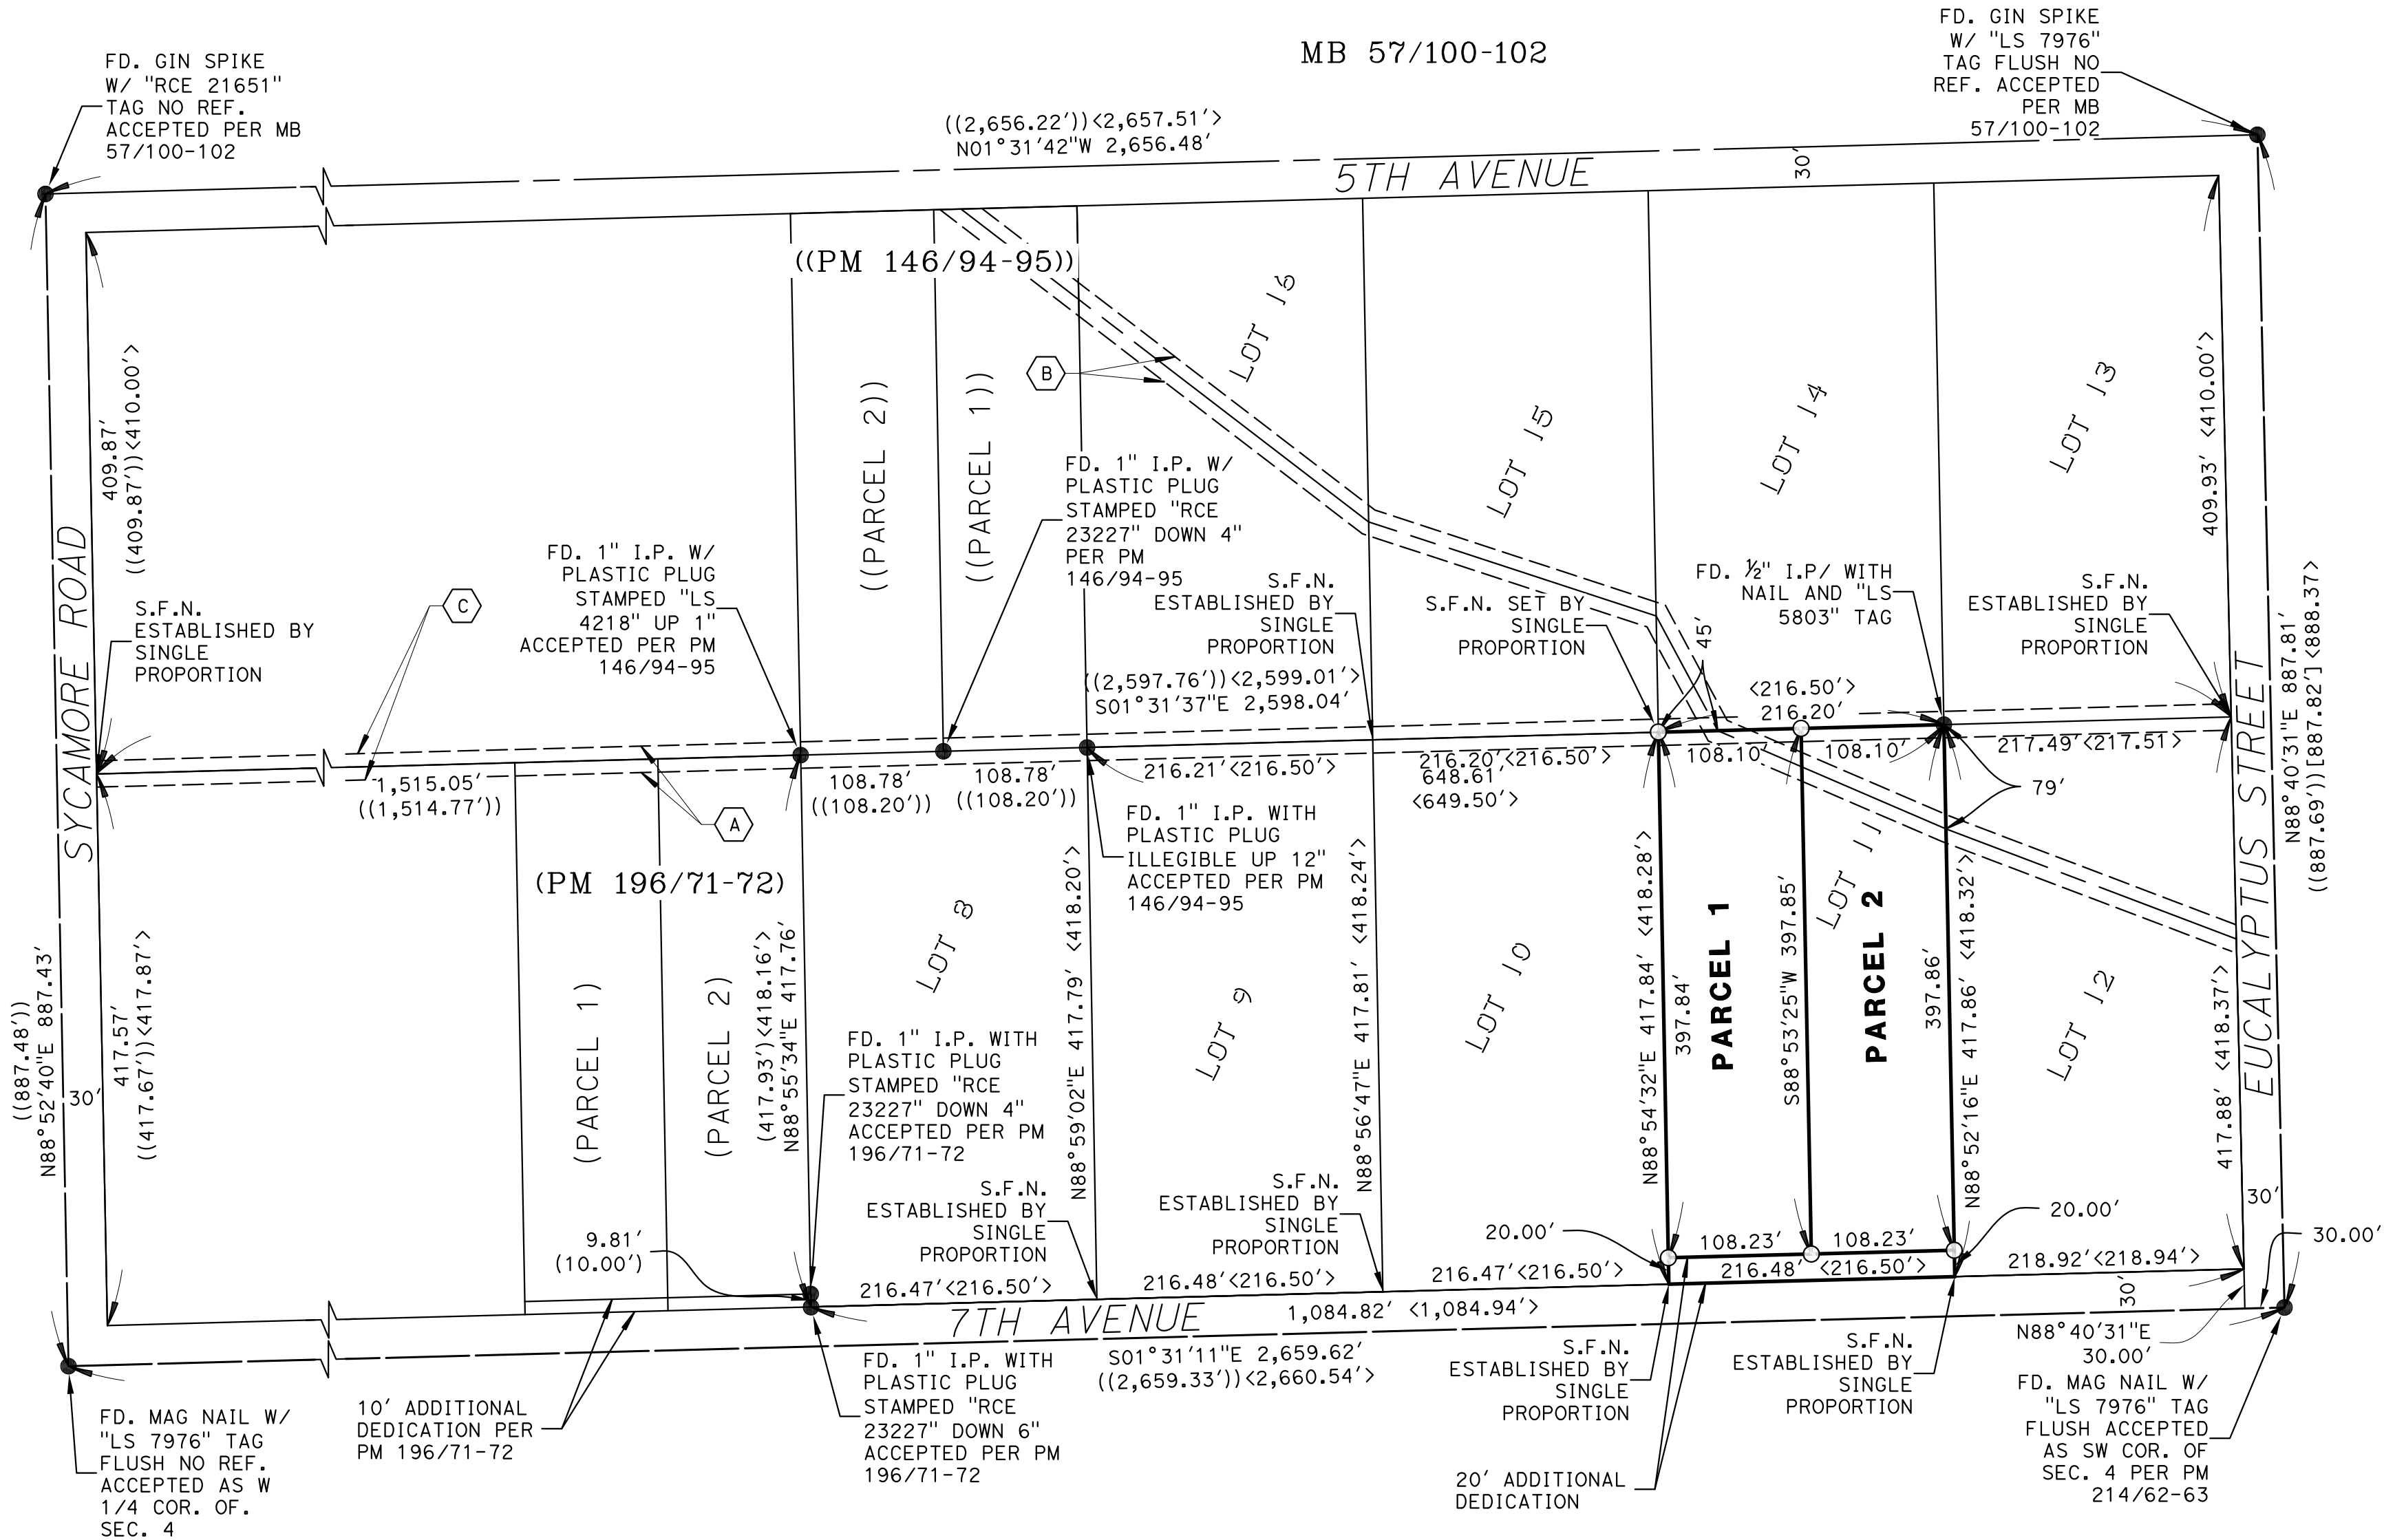 MB 57/100-102
FD. GIN SPIKE
W/ "RCE 21651"
TAG NO REF.
ACCEPTED PER MB
57/100-102
((2,656.22'))<2,657.51'>
N01°31'42"W 2,656.48'
5TH AVENUE
30'
FD. GIN SPIKE
W/ "LS 7976"
TAG FLUSH NO
REF. ACCEPTED
PER MB
57/100-102
((PM 146/94-95))
LOT 16
LOT 15
LOT 14
LOT 13
B
((PARCEL 2))
((PARCEL 1))
409.87'
((409.87'))<410.00'>
SYCAMORE ROAD
S.F.N.
ESTABLISHED BY
SINGLE
PROPORTION
C
FD. 1" I.P. W/
PLASTIC PLUG
STAMPED "LS
4218" UP 1"
ACCEPTED PER PM
146/94-95
FD. 1" I.P. W/
PLASTIC PLUG
STAMPED "RCE
23227" DOWN 4"
PER PM
146/94-95
S.F.N.
ESTABLISHED BY
SINGLE
PROPORTION
S.F.N. SET BY
SINGLE
PROPORTION
45'
FD. ½" I.P/ WITH
NAIL AND "LS
5803" TAG
S.F.N.
ESTABLISHED BY
SINGLE
PROPORTION
409.93' <410.00'>
EUCALYPTUS STREET
N88°40'31"E 887.81'
((887.69'))[887.82']<888.37>
((2,597.76'))<2,599.01'>
S01°31'37"E 2,598.04'
<216.50'>
216.20'
1,515.05'
((1,514.77'))
108.78'
((108.20'))
108.78'
((108.20'))
216.21'<216.50'>
216.20'<216.50'>
648.61'
<649.50'>
108.10'
108.10'
217.49'<217.51>
79'
A
FD. 1" I.P. WITH
PLASTIC PLUG
ILLEGIBLE UP 12"
ACCEPTED PER PM
146/94-95
(PM 196/71-72)
(PARCEL 1)
(PARCEL 2)
(417.93')<418.16'>
N88°55'34"E 417.76'
LOT 8
N88°59'02"E 417.79' <418.20'>
LOT 9
N88°56'47"E 417.81' <418.24'>
LOT 10
N88°54'32"E 417.84' <418.28'>
397.84'
PARCEL 1
S88°53'25"W 397.85'
LOT 11
PARCEL 2
397.86'
N88°52'16"E 417.86' <418.32'>
LOT 12
417.88' <418.37'>
((887.48'))
N88°52'40"E 887.43'
30'
417.57'
((417.67'))<417.87'>
FD. 1" I.P. WITH
PLASTIC PLUG
STAMPED "RCE
23227" DOWN 4"
ACCEPTED PER PM
196/71-72
S.F.N.
ESTABLISHED BY
SINGLE
PROPORTION
S.F.N.
ESTABLISHED BY
SINGLE
PROPORTION
9.81'
(10.00')
20.00'
108.23'
108.23'
20.00'
30'
30.00'
216.47'<216.50'>
216.48'<216.50'>
216.47'<216.50'>
216.48' <216.50'>
218.92'<218.94'>
7TH AVENUE
1,084.82' <1,084.94'>
30'
S01°31'11"E 2,659.62'
((2,659.33'))<2,660.54'>
N88°40'31"E
30.00'
FD. MAG NAIL W/
"LS 7976" TAG
FLUSH NO REF.
ACCEPTED AS W
1/4 COR. OF.
SEC. 4
10' ADDITIONAL
DEDICATION PER
PM 196/71-72
FD. 1" I.P. WITH
PLASTIC PLUG
STAMPED "RCE
23227" DOWN 6"
ACCEPTED PER PM
196/71-72
S.F.N.
ESTABLISHED BY
SINGLE
PROPORTION
S.F.N.
ESTABLISHED BY
SINGLE
PROPORTION
20' ADDITIONAL
DEDICATION
FD. MAG NAIL W/
"LS 7976" TAG
FLUSH ACCEPTED
AS SW COR. OF
SEC. 4 PER PM
214/62-63